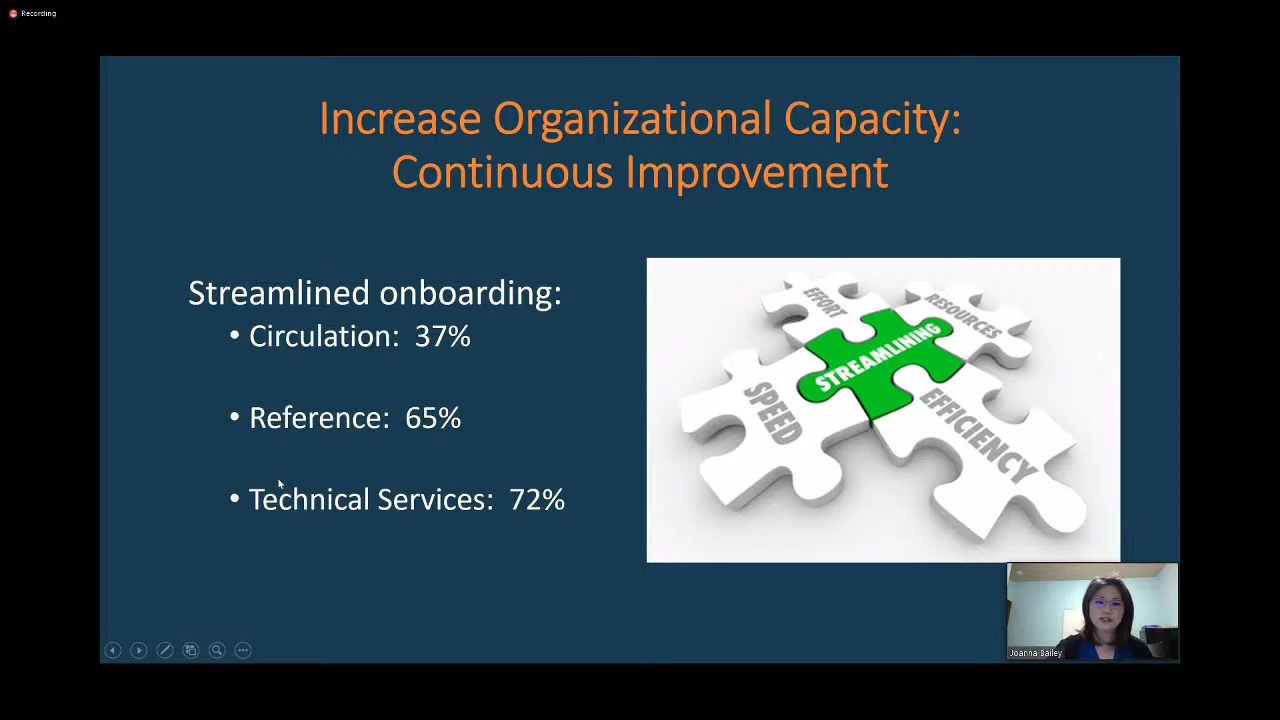 Recording
Increase Organizational Capacity:
Continuous Improvement
Streamlined onboarding:
• Circulation: 37%
• Reference: 65%
• Technical Services: 72%
EFFORT
RESOURCES
STREAMLINING
SPEED
EFFICIENCY
Joanna Bailey